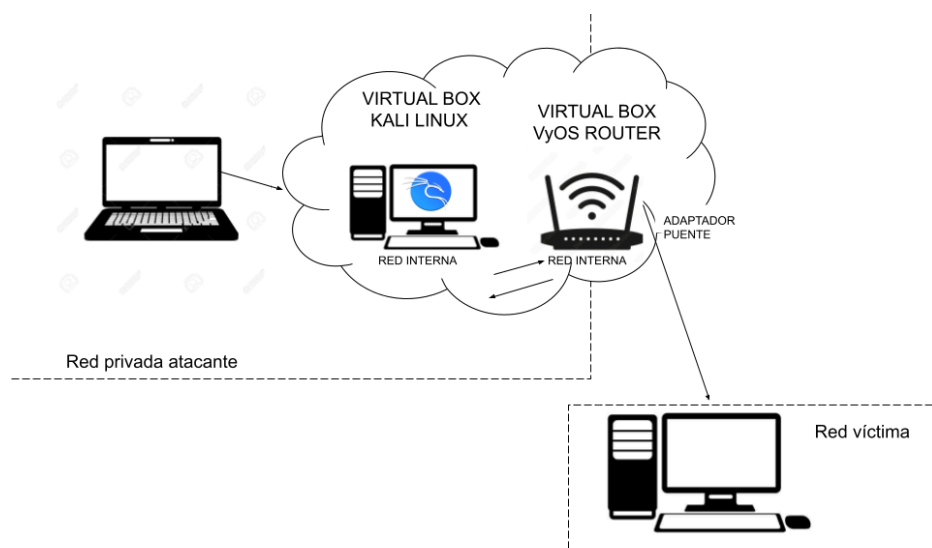 VIRTUAL BOX
KALI LINUX
VIRTUAL BOX
VyOS ROUTER
ADAPTADOR
PUENTE
RED INTERNA
RED INTERNA
Red privada atacante
Red víctima